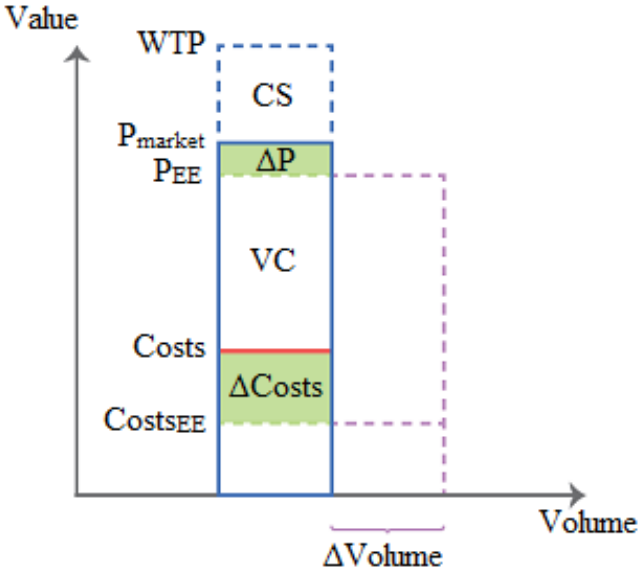 Value
WTP
CS
Pmarket
ΔP
PEE
VC
Costs
ΔCosts
CostsEE
Volume
ΔVolume